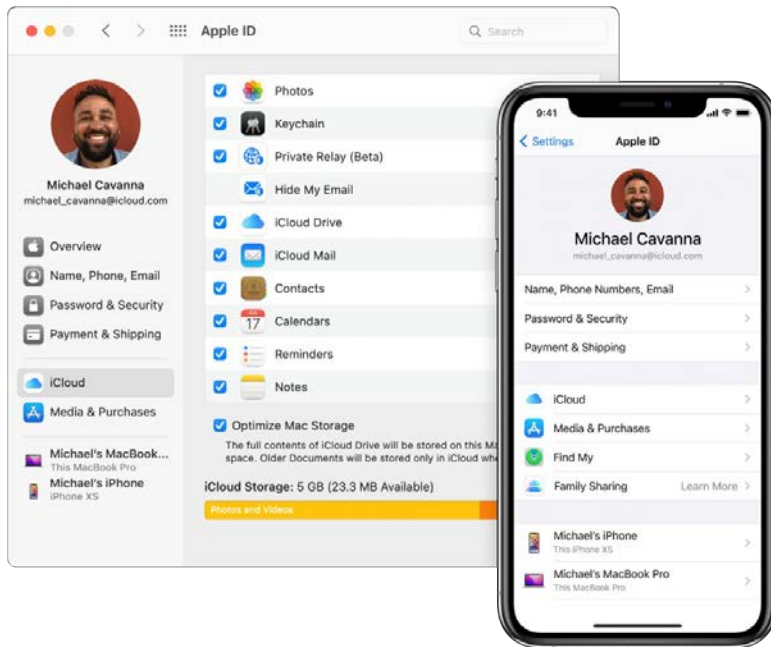 Apple ID
Search
Michael Cavanna
michael_cavanna@icloud.com
Overview
Name, Phone, Email
Password & Security
Payment & Shipping
iCloud
Media & Purchases
Michael's MacBook...
This MacBook Pro
Michael's iPhone
iPhone XS
Photos
Keychain
Private Relay (Beta)
Hide My Email
iCloud Drive
iCloud Mail
Contacts
JUL
17
Calendars
Reminders
Notes
Optimize Mac Storage
The full contents of iCloud Drive will be stored on this Ma
space. Older Documents will be stored only in iCloud whe
iCloud Storage: 5 GB (23.3 MB Available)
Photos and Videos
9:41
Settings
Apple ID
Michael Cavanna
michael_cavanna@icloud.com
Name, Phone Numbers, Email
Password & Security
Payment & Shipping
iCloud
Media & Purchases
Find My
Family Sharing
Learn More
Michael's iPhone
This iPhone XS
Michael's MacBook Pro
This MacBook Pro